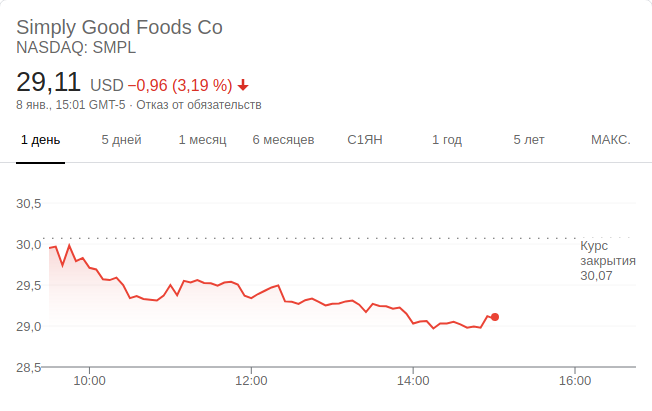 Simply Good Foods Co
NASDAQ: SMPL
29,11 USD −0,96 (3,19 %)
8 янв., 15:01 GMT-5 · Отказ от обязательств
1 день 5 дней 1 месяц 6 месяцев С1ЯН 1 год 5 лет МАКС.
30,5
30,0
29,5
29,0
28,5
Курс
закрытия
30,07
10:00 12:00 14:00 16:00